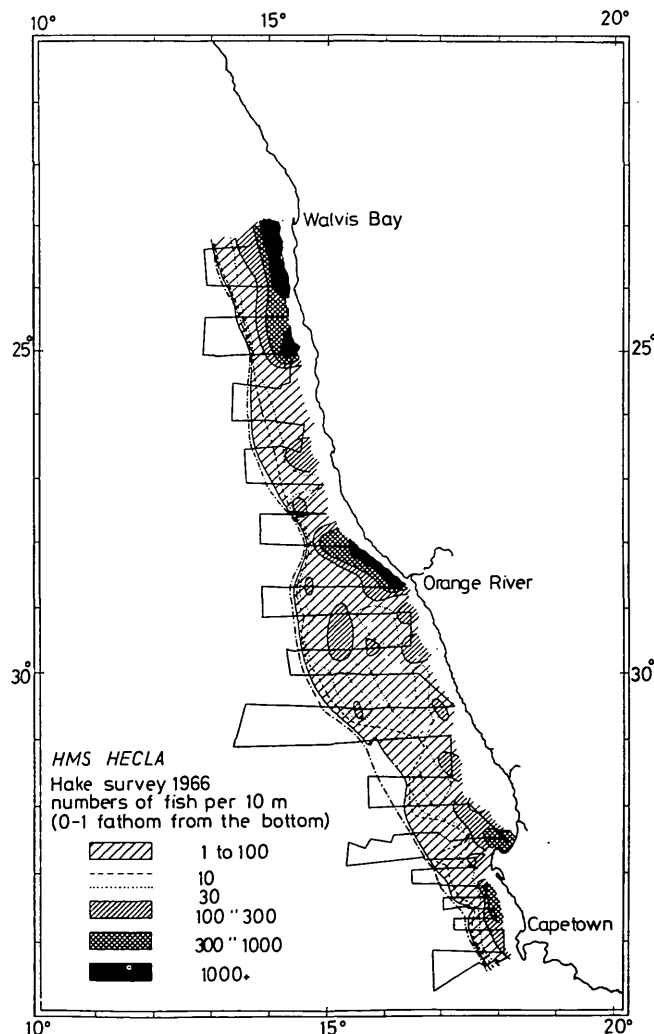 10° 15° 20°
Walvis Bay
25° 25°
Orange River
30° 30°
HMS HECLA
Hake survey 1966
numbers of fish per 10 m
(0-1 fathom from the bottom)
1 to 100
10
30
100 " 300
300 " 1000
Capetown
1000+
10° 15° 20°